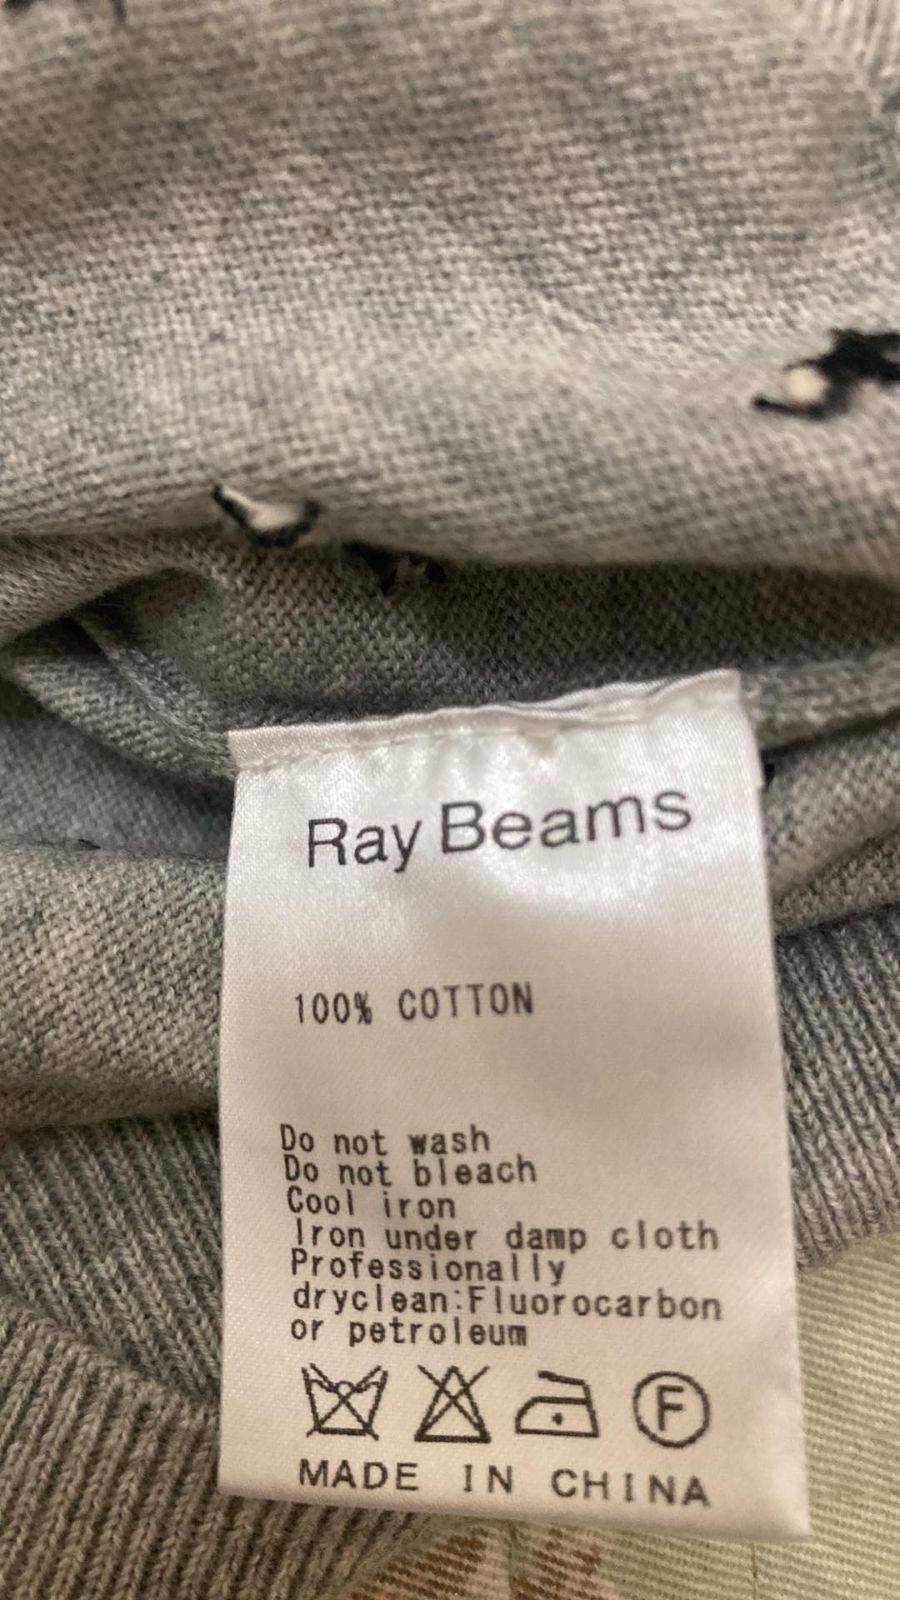 Ray Beams
100% COTTON
Do not wash
Do not bleach
Cool iron
Iron under damp cloth
Professionally
dryclean:Fluorocarbon
or petroleum
F
MADE IN CHINA